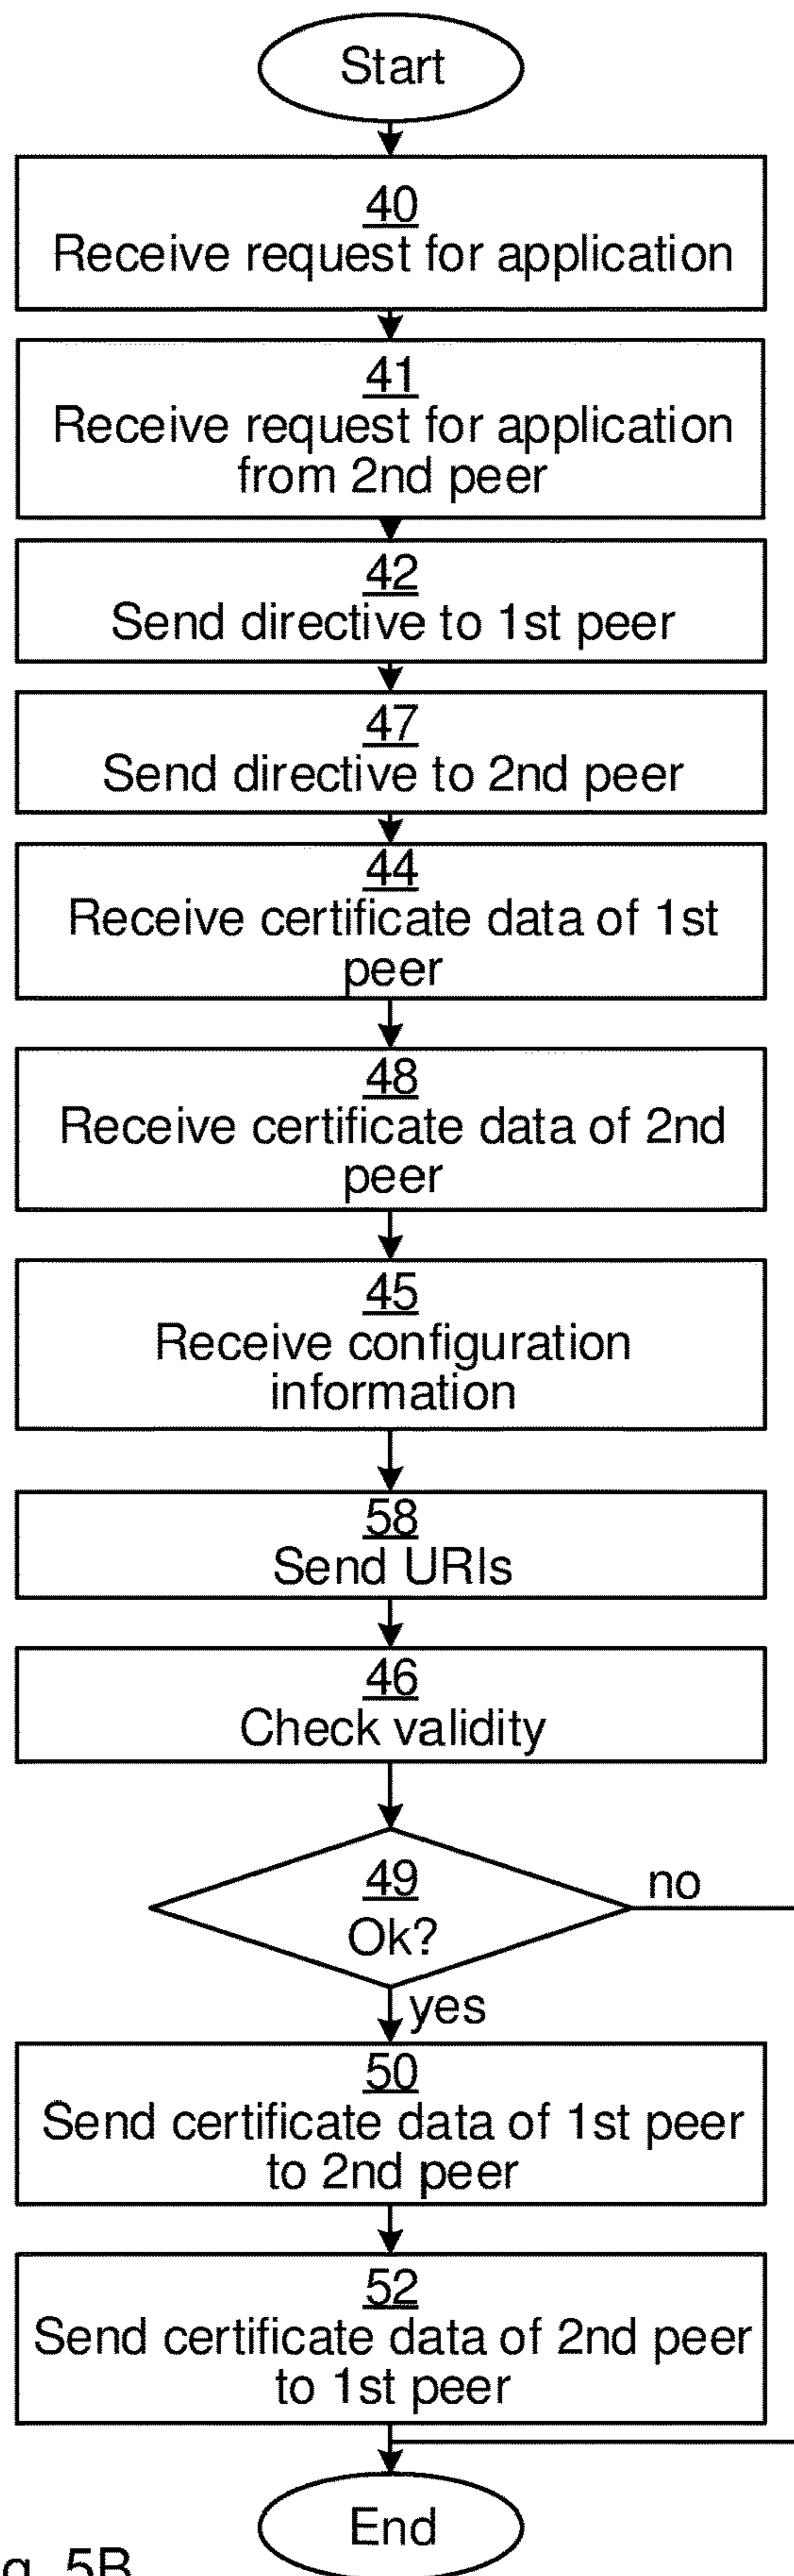 Start
40
Receive request for application
41
Receive request for application
from 2nd peer
42
Send directive to 1st peer
47
Send directive to 2nd peer
44
Receive certificate data of 1st
peer
48
Receive certificate data of 2nd
peer
45
Receive configuration
information
58
Send URIs
46
Check validity
49
Ok?
no
yes
50
Send certificate data of 1st peer
to 2nd peer
52
Send certificate data of 2nd peer
to 1st peer
End
5B